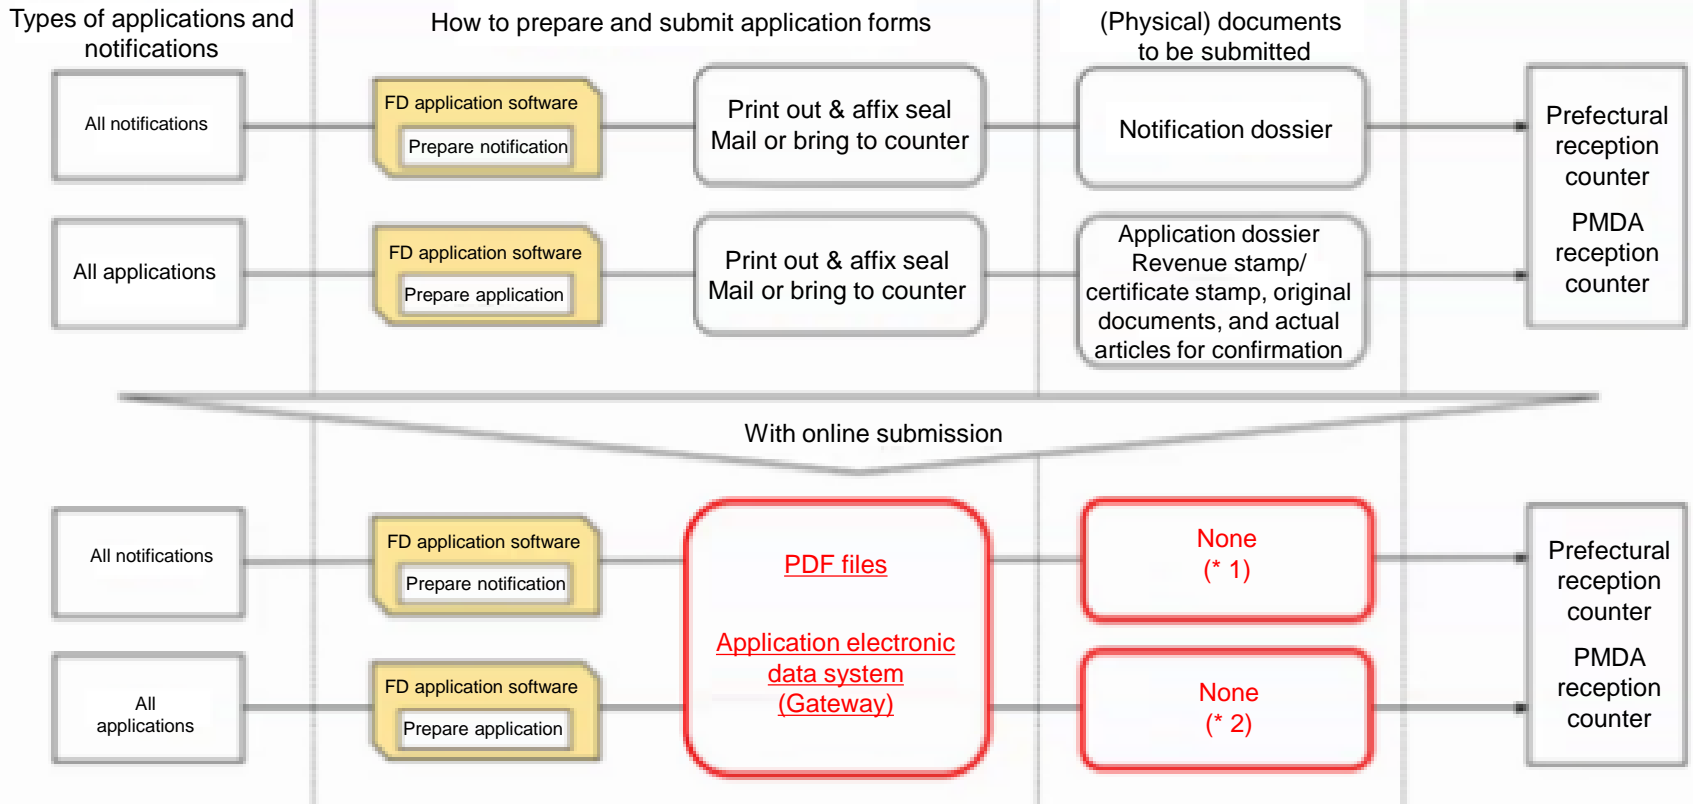 Types of applications and
notifications
How to prepare and submit application forms
(Physical) documents
to be submitted
All notifications
FD application software
Prepare notification
Print out & affix seal
Mail or bring to counter
Notification dossier
Prefectural
reception
counter
PMDA
reception
counter
All applications
FD application software
Prepare application
Print out & affix seal
Mail or bring to counter
Application dossier
Revenue stamp/
certificate stamp, original
documents, and actual
articles for confirmation
With online submission
All notifications
FD application software
Prepare notification
PDF files
Application electronic
data system
(Gateway)
None
(* 1)
Prefectural
reception
counter
PMDA
reception
counter
All
applications
FD application software
Prepare application
None
(* 2)